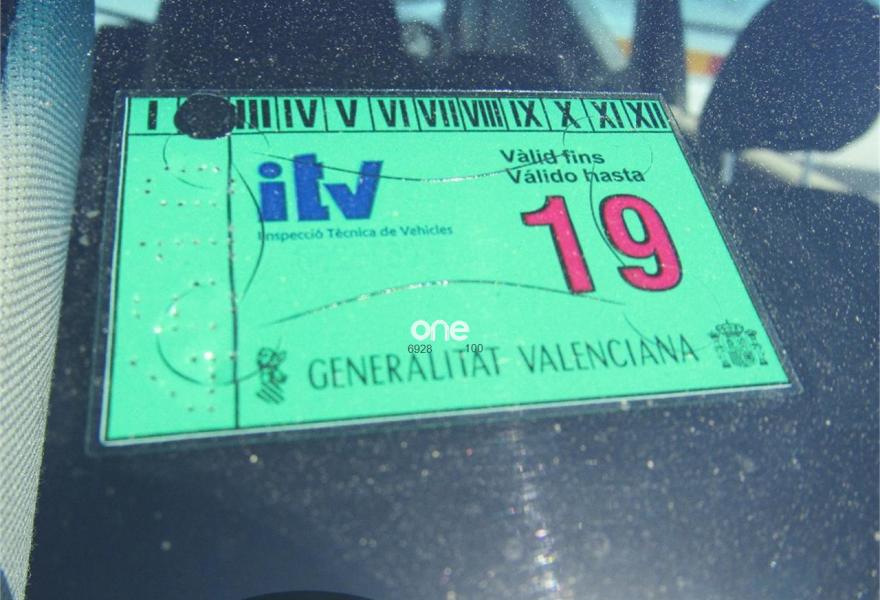 I III IV V VI VII VIII IX X XI XII
itv
Inspecció Tècnica de Vehicles
Vàlid fins
Válido hasta
19
one
6928 100
GENERALITAT VALENCIANA